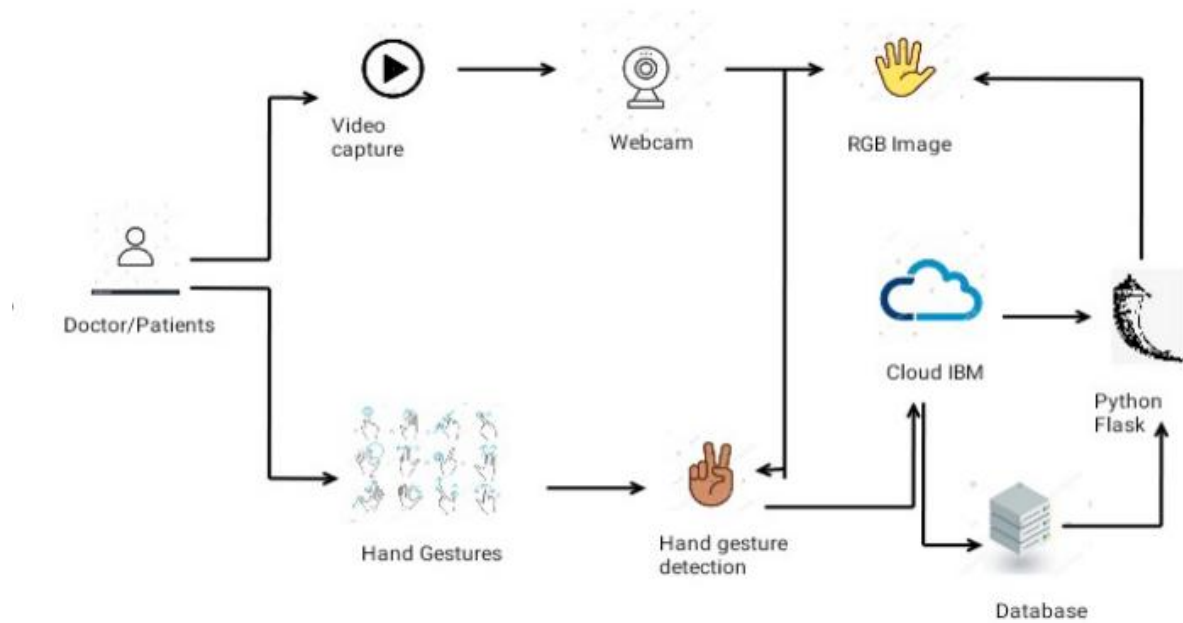 Video
capture
Webcam
RGB Image
Doctor/Patients
Cloud IBM
Python
Flask
Hand Gestures
Hand gesture
detection
Database